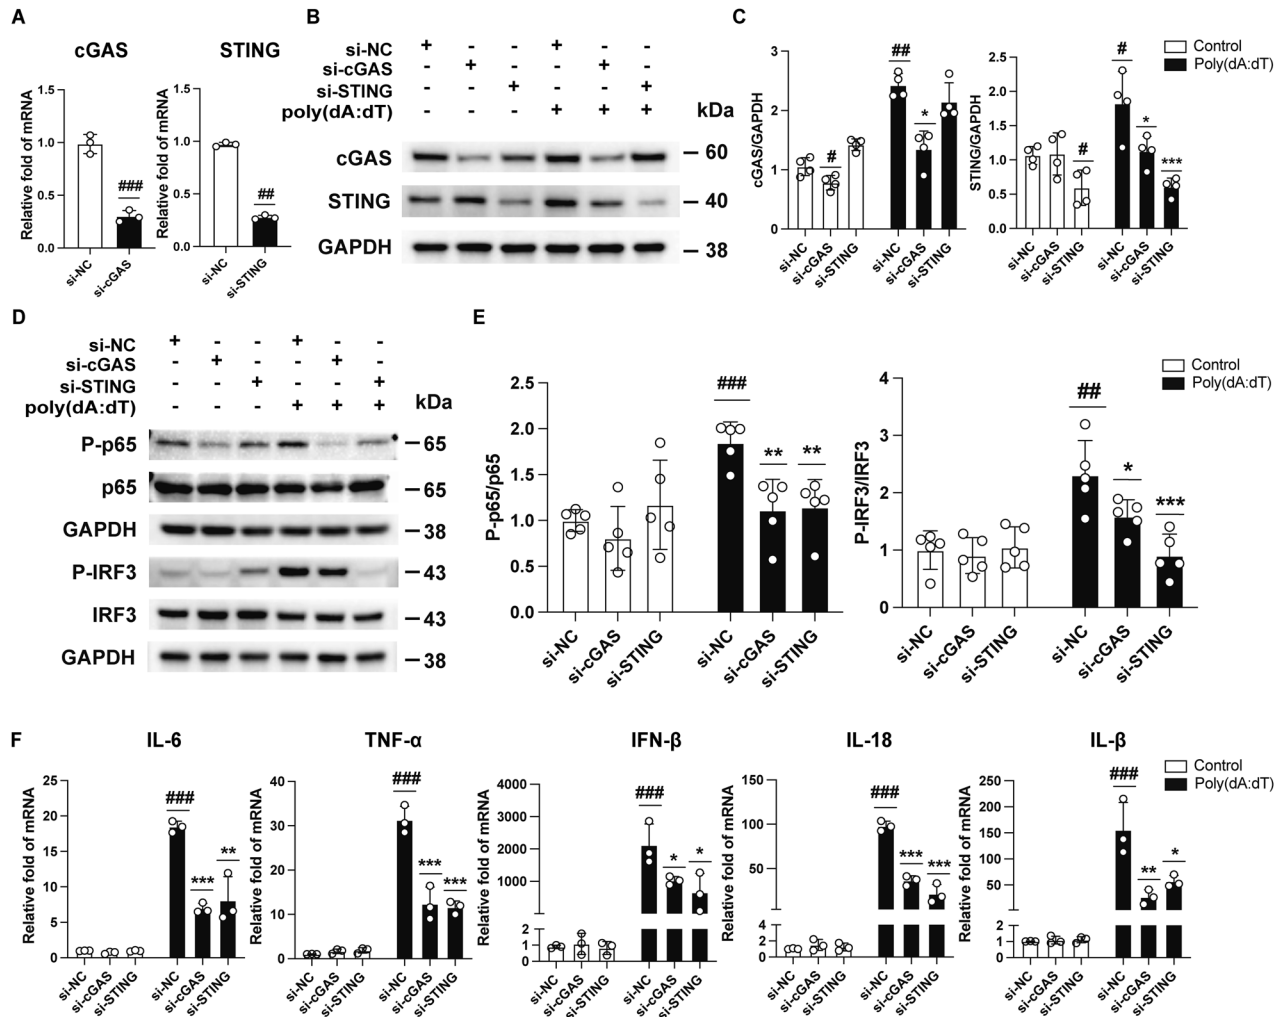 A
cGAS
STING
Relative fold of mRNA
1.5
1.0
0.5
0.0
###
si-NC
si-cGAS
Relative fold of mRNA
1.5
1.0
0.5
0.0
##
si-NC
si-STING
B
si-NC + - - + - -
si-cGAS - + - - + -
si-STING - - + - - +
poly(dA:dT) - - - + + +
kDa
cGAS 60
STING 40
GAPDH 38
C
Control
Poly(dA:dT)
cGAS/GAPDH
3
2
1
0
#
##
*
si-NC
si-cGAS
si-STING
si-NC
si-cGAS
si-STING
STING/GAPDH
2.5
2.0
1.5
1.0
0.5
0.0
#
#
*
***
si-NC
si-cGAS
si-STING
si-NC
si-cGAS
si-STING
D
si-NC + - - + - -
si-cGAS - + - - + -
si-STING - - + - - +
poly(dA:dT) - - - + + +
kDa
P-p65 65
p65 65
GAPDH 38
P-IRF3 43
IRF3 43
GAPDH 38
E
Control
Poly(dA:dT)
P-p65/p65
2.5
2.0
1.5
1.0
0.5
0.0
###
**
**
si-NC
si-cGAS
si-STING
si-NC
si-cGAS
si-STING
P-IRF3/IRF3
4
3
2
1
0
##
*
***
si-NC
si-cGAS
si-STING
si-NC
si-cGAS
si-STING
F
Control
Poly(dA:dT)
IL-6
Relative fold of mRNA
25
20
15
10
5
0
###
***
**
si-NC
si-cGAS
si-STING
si-NC
si-cGAS
si-STING
TNF-α
Relative fold of mRNA
40
30
20
10
0
###
***
***
si-NC
si-cGAS
si-STING
si-NC
si-cGAS
si-STING
IFN-β
Relative fold of mRNA
4000
3000
2000
1000
2
1
0
###
*
*
si-NC
si-cGAS
si-STING
si-NC
si-cGAS
si-STING
IL-18
Relative fold of mRNA
150
100
50
4
2
0
###
***
***
si-NC
si-cGAS
si-STING
si-NC
si-cGAS
si-STING
IL-β
Relative fold of mRNA
250
200
150
100
50
2
1
0
###
**
*
si-NC
si-cGAS
si-STING
si-NC
si-cGAS
si-STING